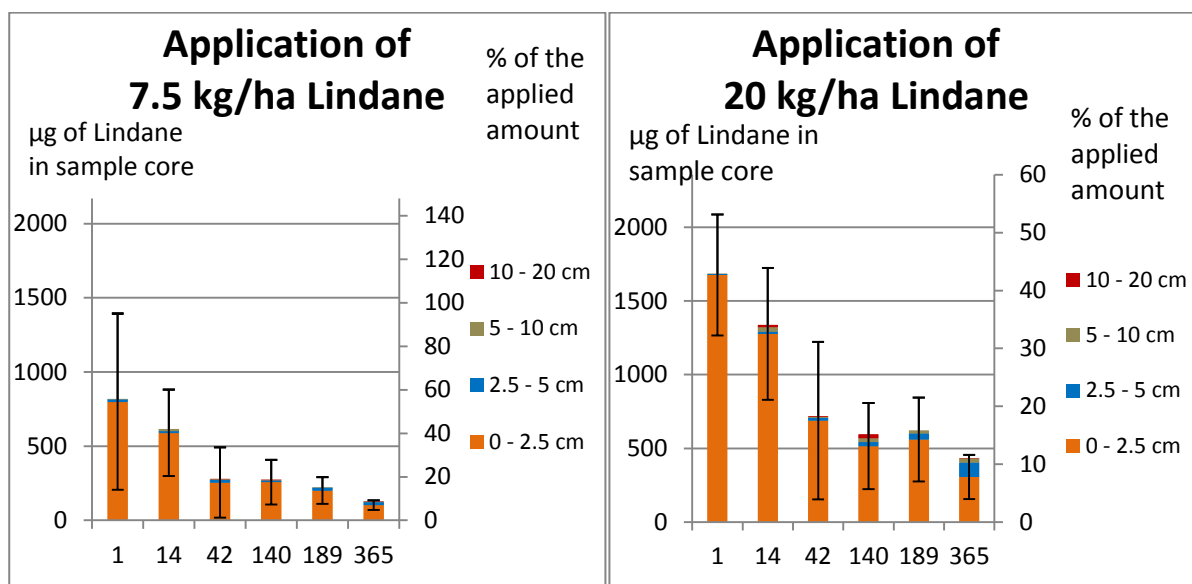 Application of
7.5 kg/ha Lindane
% of the
applied
amount
µg of Lindane
in sample core
2000
1500
1000
500
0
140
120
100
80
60
40
20
0
10 - 20 cm
5 - 10 cm
2.5 - 5 cm
0 - 2.5 cm
1 14 42 140 189 365
Application of
20 kg/ha Lindane
% of the
applied
amount
µg of Lindane in
sample core
2000
1500
1000
500
0
60
50
40
30
20
10
0
10 - 20 cm
5 - 10 cm
2.5 - 5 cm
0 - 2.5 cm
1 14 42 140 189 365